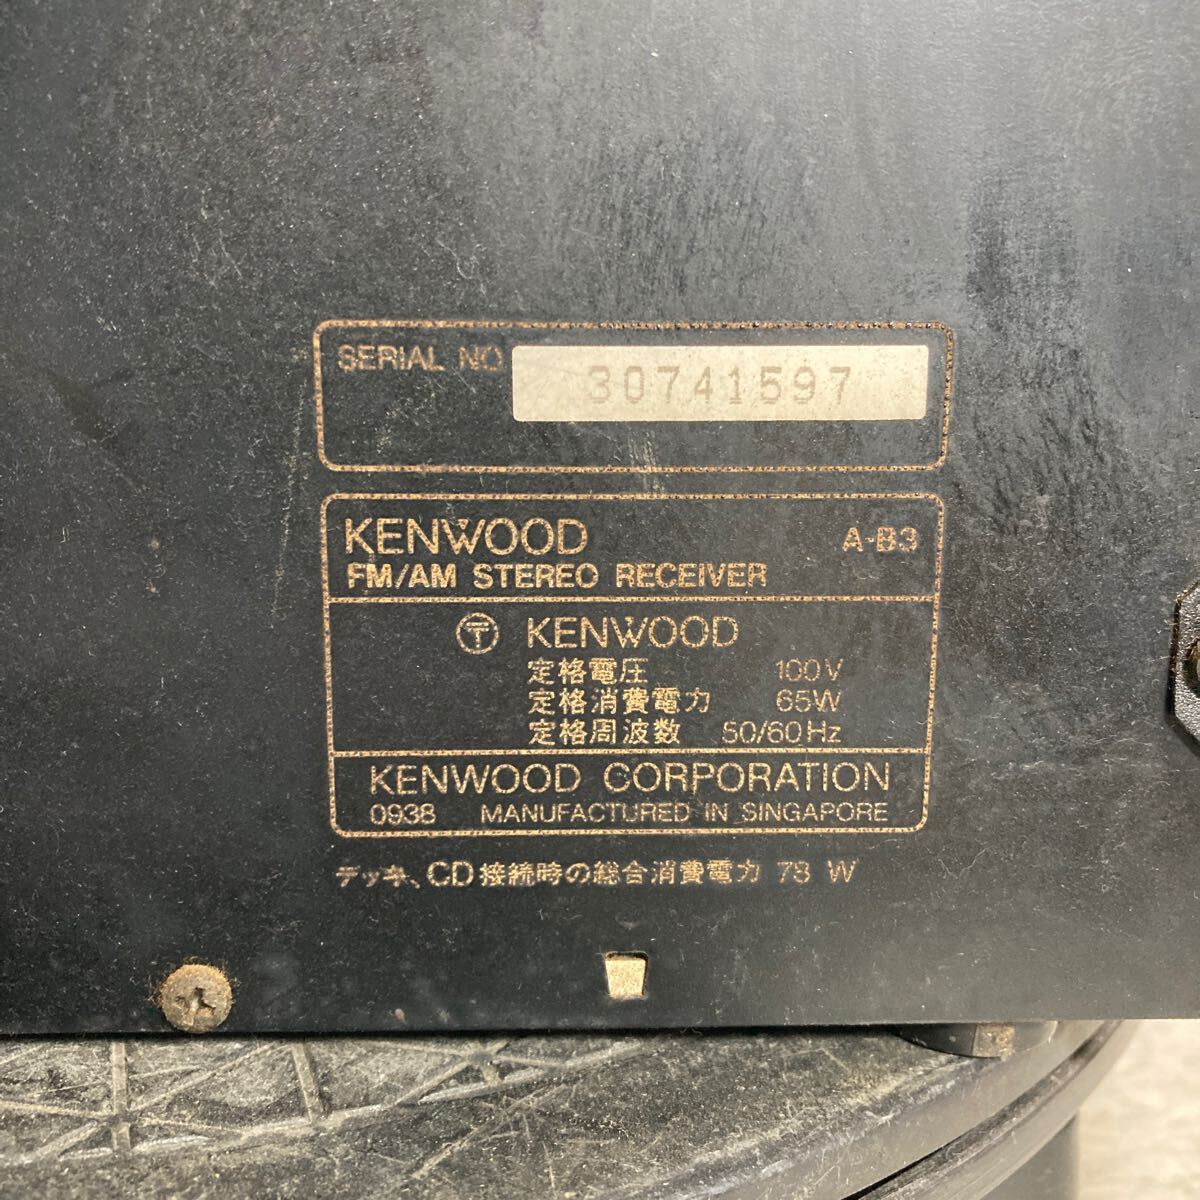 SERIAL NO 30741597
KENWOOD A-B3
FM/AM STEREO RECEIVER
〒 KENWOOD
定格電圧 100V
定格消費電力 65W
定格周波数 50/60Hz
KENWOOD CORPORATION
0938 MANUFACTURED IN SINGAPORE
デッキ、CD接続時の総合消費電力 78 W